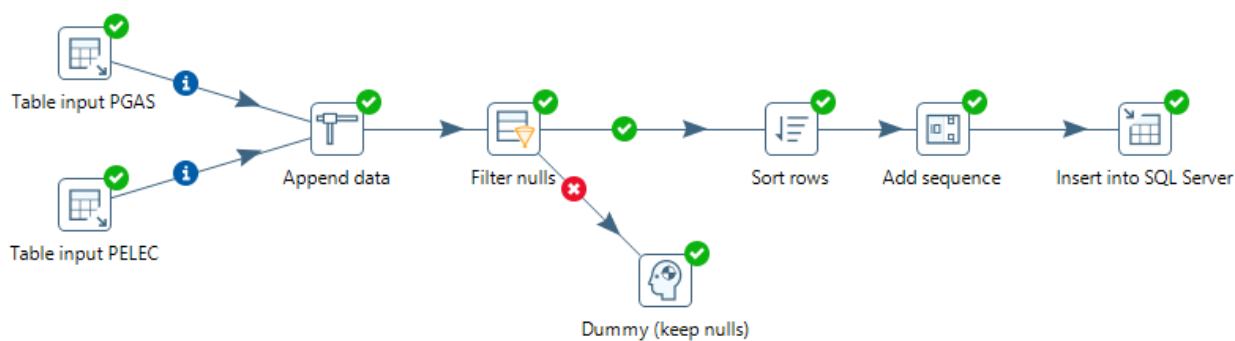 Table input PGAS
Append data
Filter nulls
Sort rows
Add sequence
Insert into SQL Server
Table input PELEC
Dummy (keep nulls)